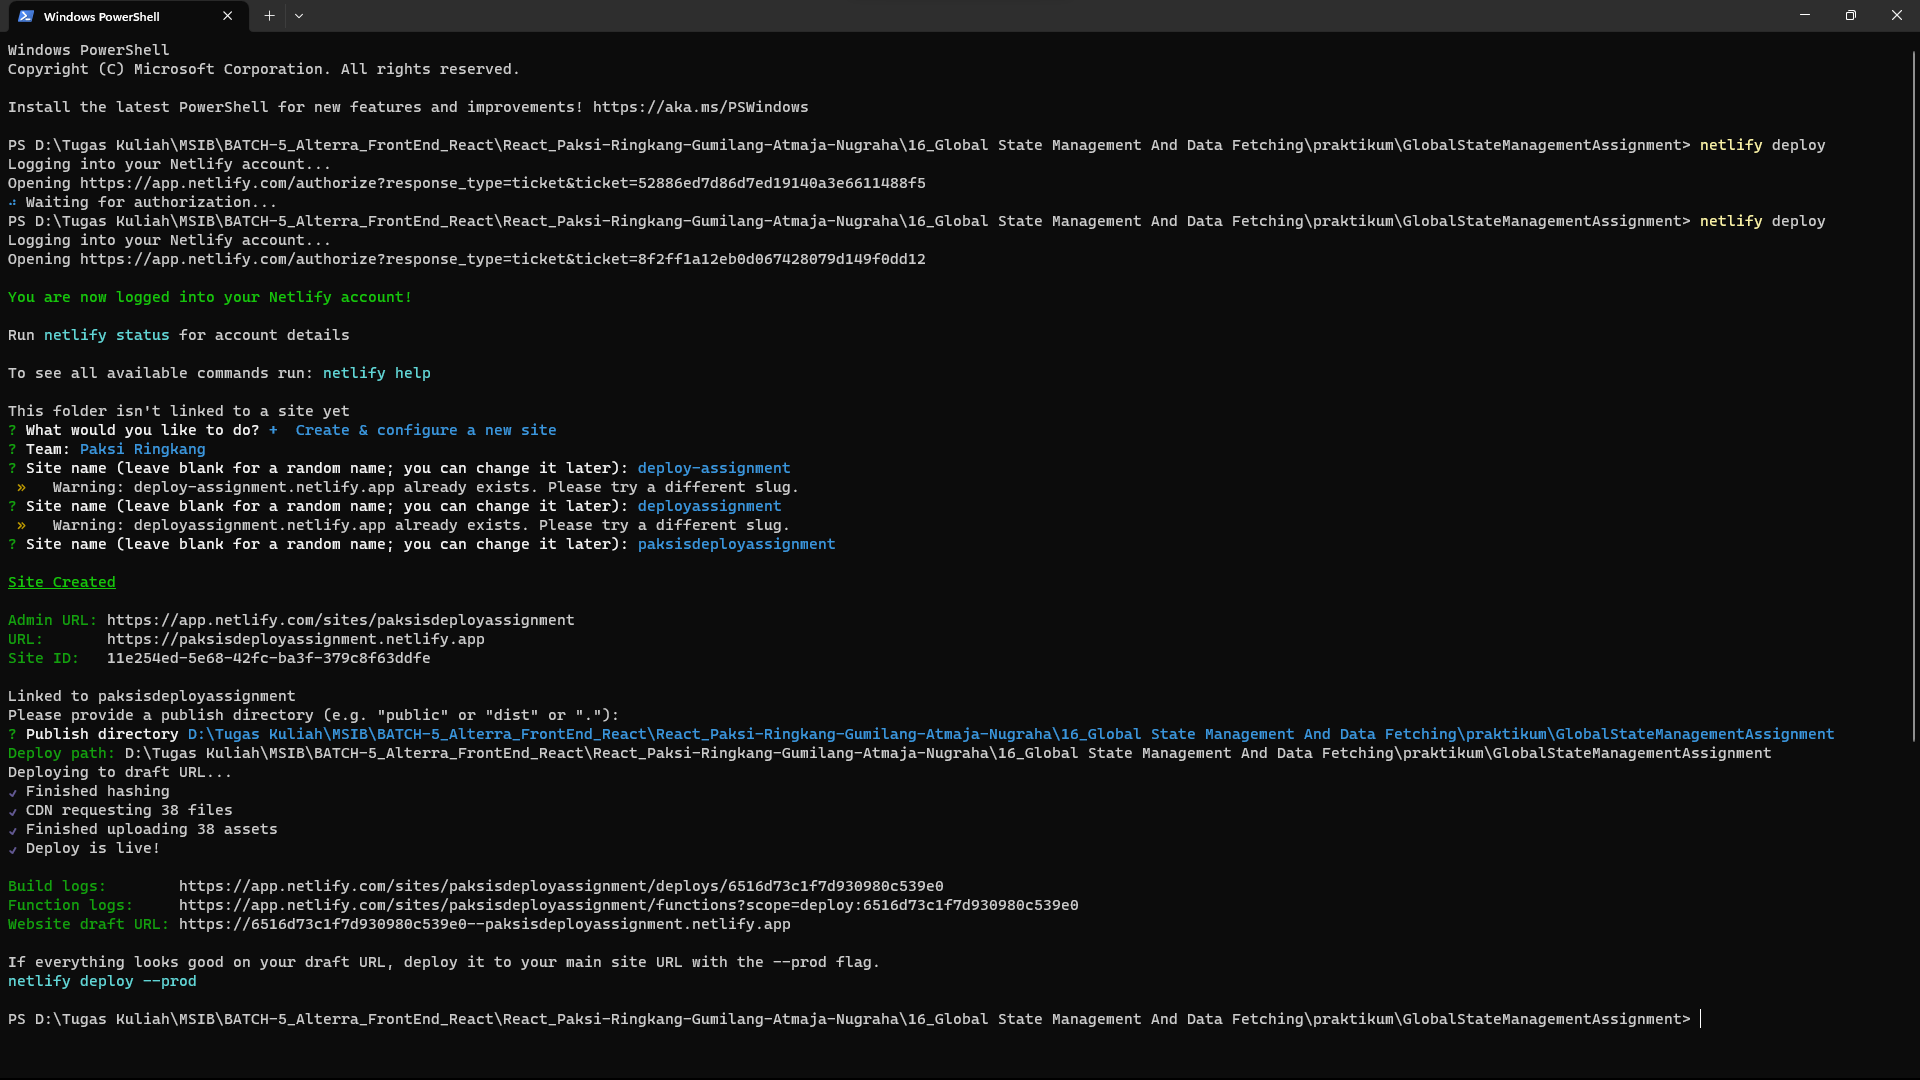 Windows PowerShell
Windows PowerShell
Copyright (C) Microsoft Corporation. All rights reserved.
Install the latest PowerShell for new features and improvements! https://aka.ms/PSWindows
PS D:\Tugas Kuliah\MSIB\BATCH-5_Alterra_FrontEnd_React\React_Paksi-Ringkang-Gumilang-Atmaja-Nugraha\16_Global State Management And Data Fetching\praktikum\GlobalStateManagementAssignment> netlify deploy
Logging into your Netlify account...
Opening https://app.netlify.com/authorize?response_type=ticket&ticket=52886ed7d86d7ed19140a3e6611488f5
⠴ Waiting for authorization...
PS D:\Tugas Kuliah\MSIB\BATCH-5_Alterra_FrontEnd_React\React_Paksi-Ringkang-Gumilang-Atmaja-Nugraha\16_Global State Management And Data Fetching\praktikum\GlobalStateManagementAssignment> netlify deploy
Logging into your Netlify account...
Opening https://app.netlify.com/authorize?response_type=ticket&ticket=8f2ff1a12eb0d067428079d149f0dd12
You are now logged into your Netlify account!
Run netlify status for account details
To see all available commands run: netlify help
This folder isn't linked to a site yet
? What would you like to do? +  Create & configure a new site
? Team: Paksi Ringkang
? Site name (leave blank for a random name; you can change it later): deploy-assignment
»   Warning: deploy-assignment.netlify.app already exists. Please try a different slug.
? Site name (leave blank for a random name; you can change it later): deployassignment
»   Warning: deployassignment.netlify.app already exists. Please try a different slug.
? Site name (leave blank for a random name; you can change it later): paksisdeployassignment
Site Created
Admin URL: https://app.netlify.com/sites/paksisdeployassignment
URL:       https://paksisdeployassignment.netlify.app
Site ID:   11e254ed-5e68-42fc-ba3f-379c8f63ddfe
Linked to paksisdeployassignment
Please provide a publish directory (e.g. "public" or "dist" or "."):
? Publish directory D:\Tugas Kuliah\MSIB\BATCH-5_Alterra_FrontEnd_React\React_Paksi-Ringkang-Gumilang-Atmaja-Nugraha\16_Global State Management And Data Fetching\praktikum\GlobalStateManagementAssignment
Deploy path: D:\Tugas Kuliah\MSIB\BATCH-5_Alterra_FrontEnd_React\React_Paksi-Ringkang-Gumilang-Atmaja-Nugraha\16_Global State Management And Data Fetching\praktikum\GlobalStateManagementAssignment
Deploying to draft URL...
✔ Finished hashing
✔ CDN requesting 38 files
✔ Finished uploading 38 assets
✔ Deploy is live!
Build logs:        https://app.netlify.com/sites/paksisdeployassignment/deploys/6516d73c1f7d930980c539e0
Function logs:     https://app.netlify.com/sites/paksisdeployassignment/functions?scope=deploy:6516d73c1f7d930980c539e0
Website draft URL: https://6516d73c1f7d930980c539e0--paksisdeployassignment.netlify.app
If everything looks good on your draft URL, deploy it to your main site URL with the --prod flag.
netlify deploy --prod
PS D:\Tugas Kuliah\MSIB\BATCH-5_Alterra_FrontEnd_React\React_Paksi-Ringkang-Gumilang-Atmaja-Nugraha\16_Global State Management And Data Fetching\praktikum\GlobalStateManagementAssignment>